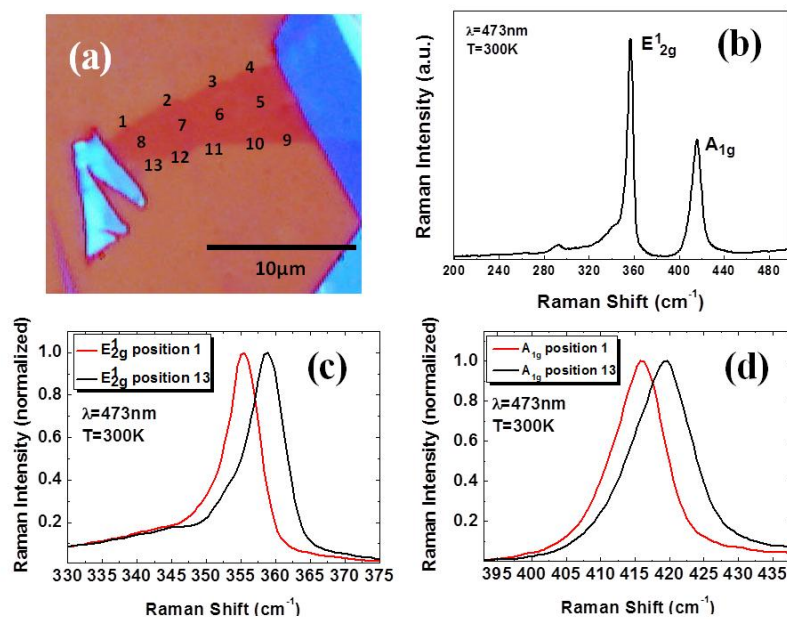 (a)
1
2
3
4
5
6
7
8
9
10
11
12
13
10μm
λ=473nm
T=300K
(b)
E¹₂g
A₁g
Raman Intensity (a.u.)
200 240 280 320 360 400 440 480
Raman Shift (cm⁻¹)
E¹₂g position 1
E¹₂g position 13
(c)
λ=473nm
T=300K
Raman Intensity (normalized)
1.0
0.8
0.6
0.4
0.2
330 335 340 345 350 355 360 365 370 375
Raman Shift (cm⁻¹)
A₁g position 1
A₁g position 13
(d)
λ=473nm
T=300K
Raman Intensity (normalized)
1.0
0.8
0.6
0.4
0.2
395 400 405 410 415 420 425 430 435
Raman Shift (cm⁻¹)